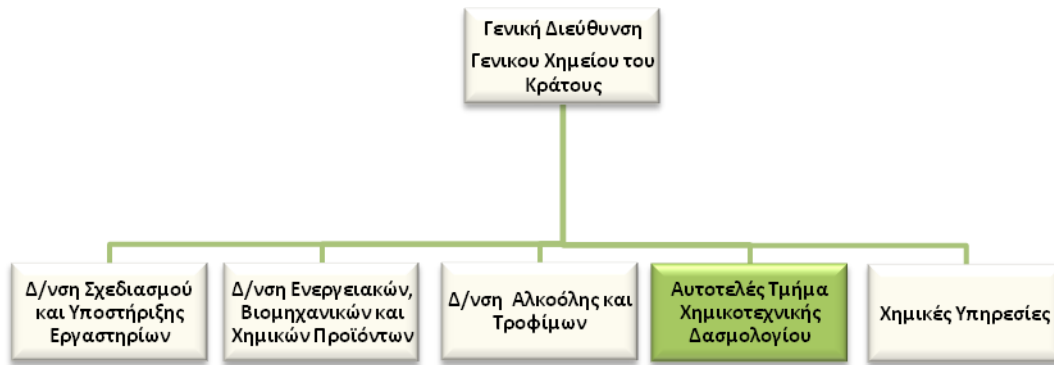 Γενική Διεύθυνση
Γενικου Χημείου του
Κράτους
Δ/νση Σχεδιασμού
και Υποστήριξης
Εργαστηρίων
Δ/νση Ενεργειακών,
Βιομηχανικών και
Χημικών Προϊόντων
Δ/νση Αλκοόλης και
Τροφίμων
Αυτοτελές Τμήμα
Χημικοτεχνικής
Δασμολογίου
Χημικές Υπηρεσίες